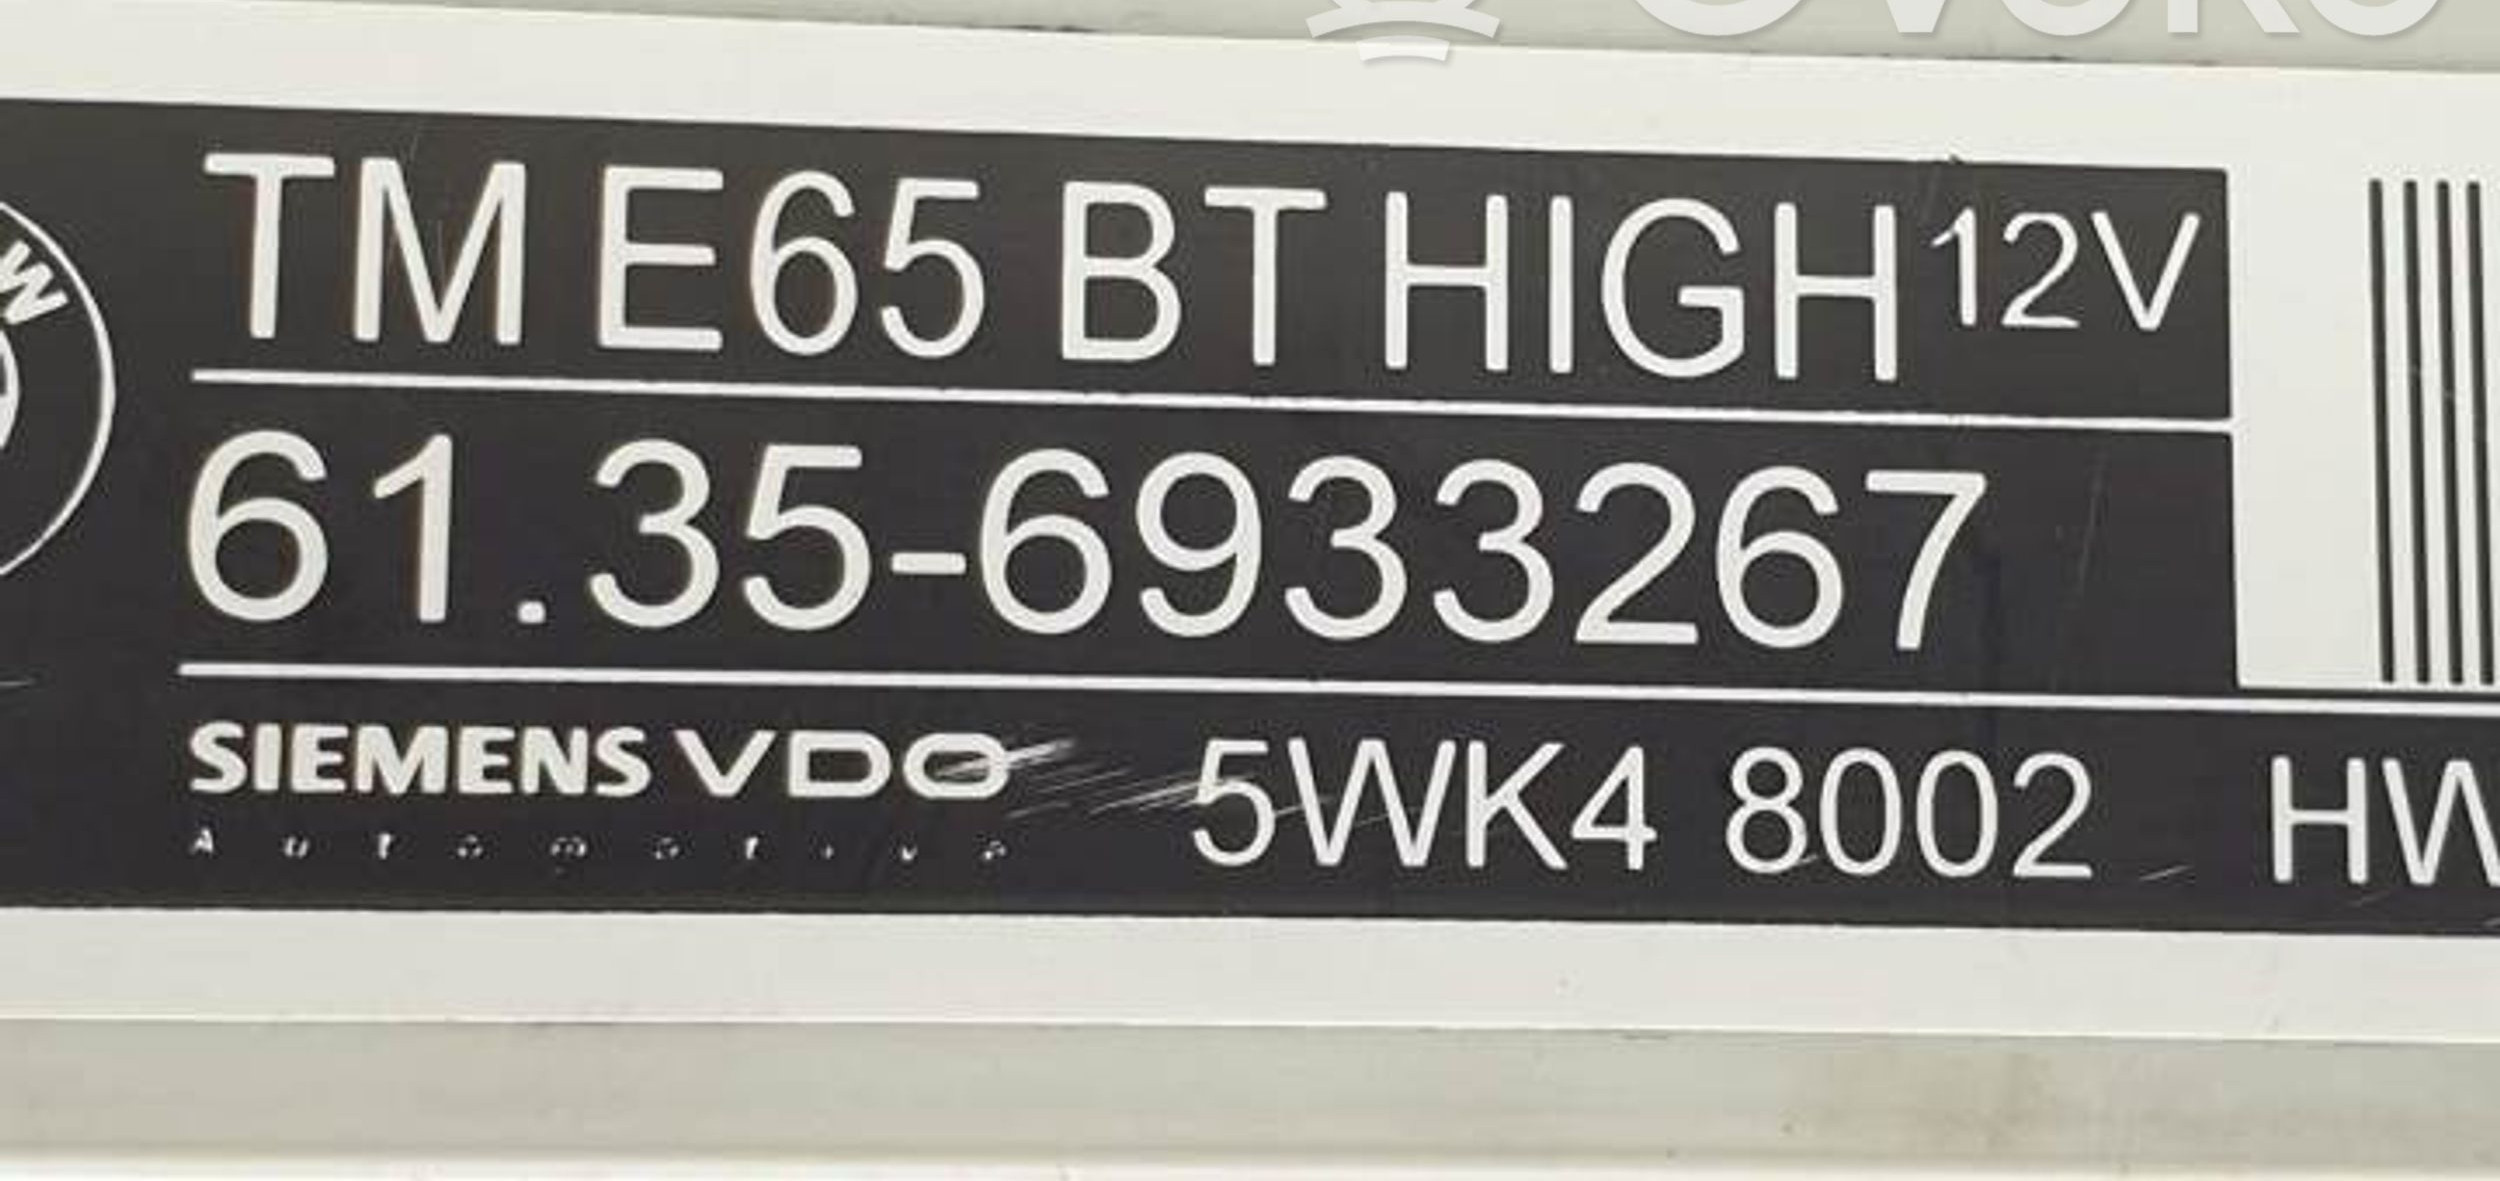 TM E65 BT HIGH 12V
61.35-6933267
SIEMENS VDO 5WK4 8002 HW
Automotive